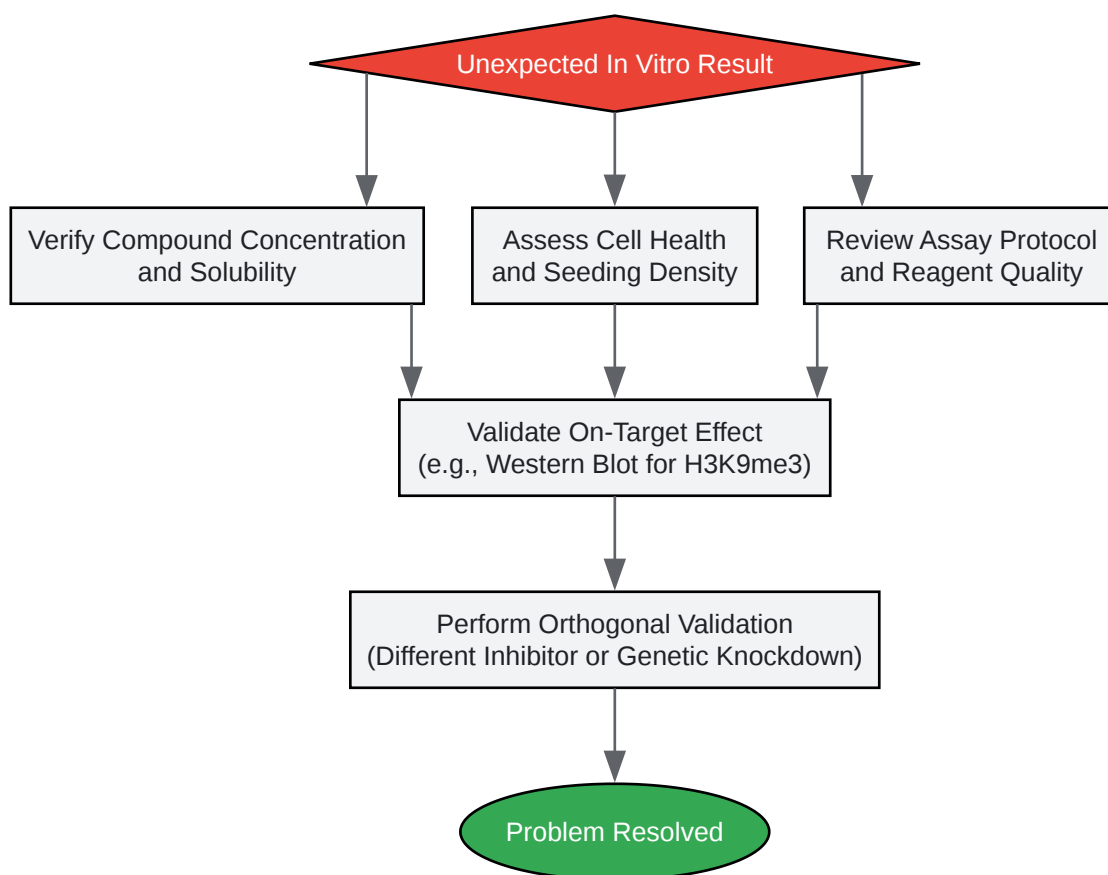 Unexpected In Vitro Result
Verify Compound Concentration
and Solubility
Assess Cell Health
and Seeding Density
Review Assay Protocol
and Reagent Quality
Validate On-Target Effect
(e.g., Western Blot for H3K9me3)
Perform Orthogonal Validation
(Different Inhibitor or Genetic Knockdown)
Problem Resolved